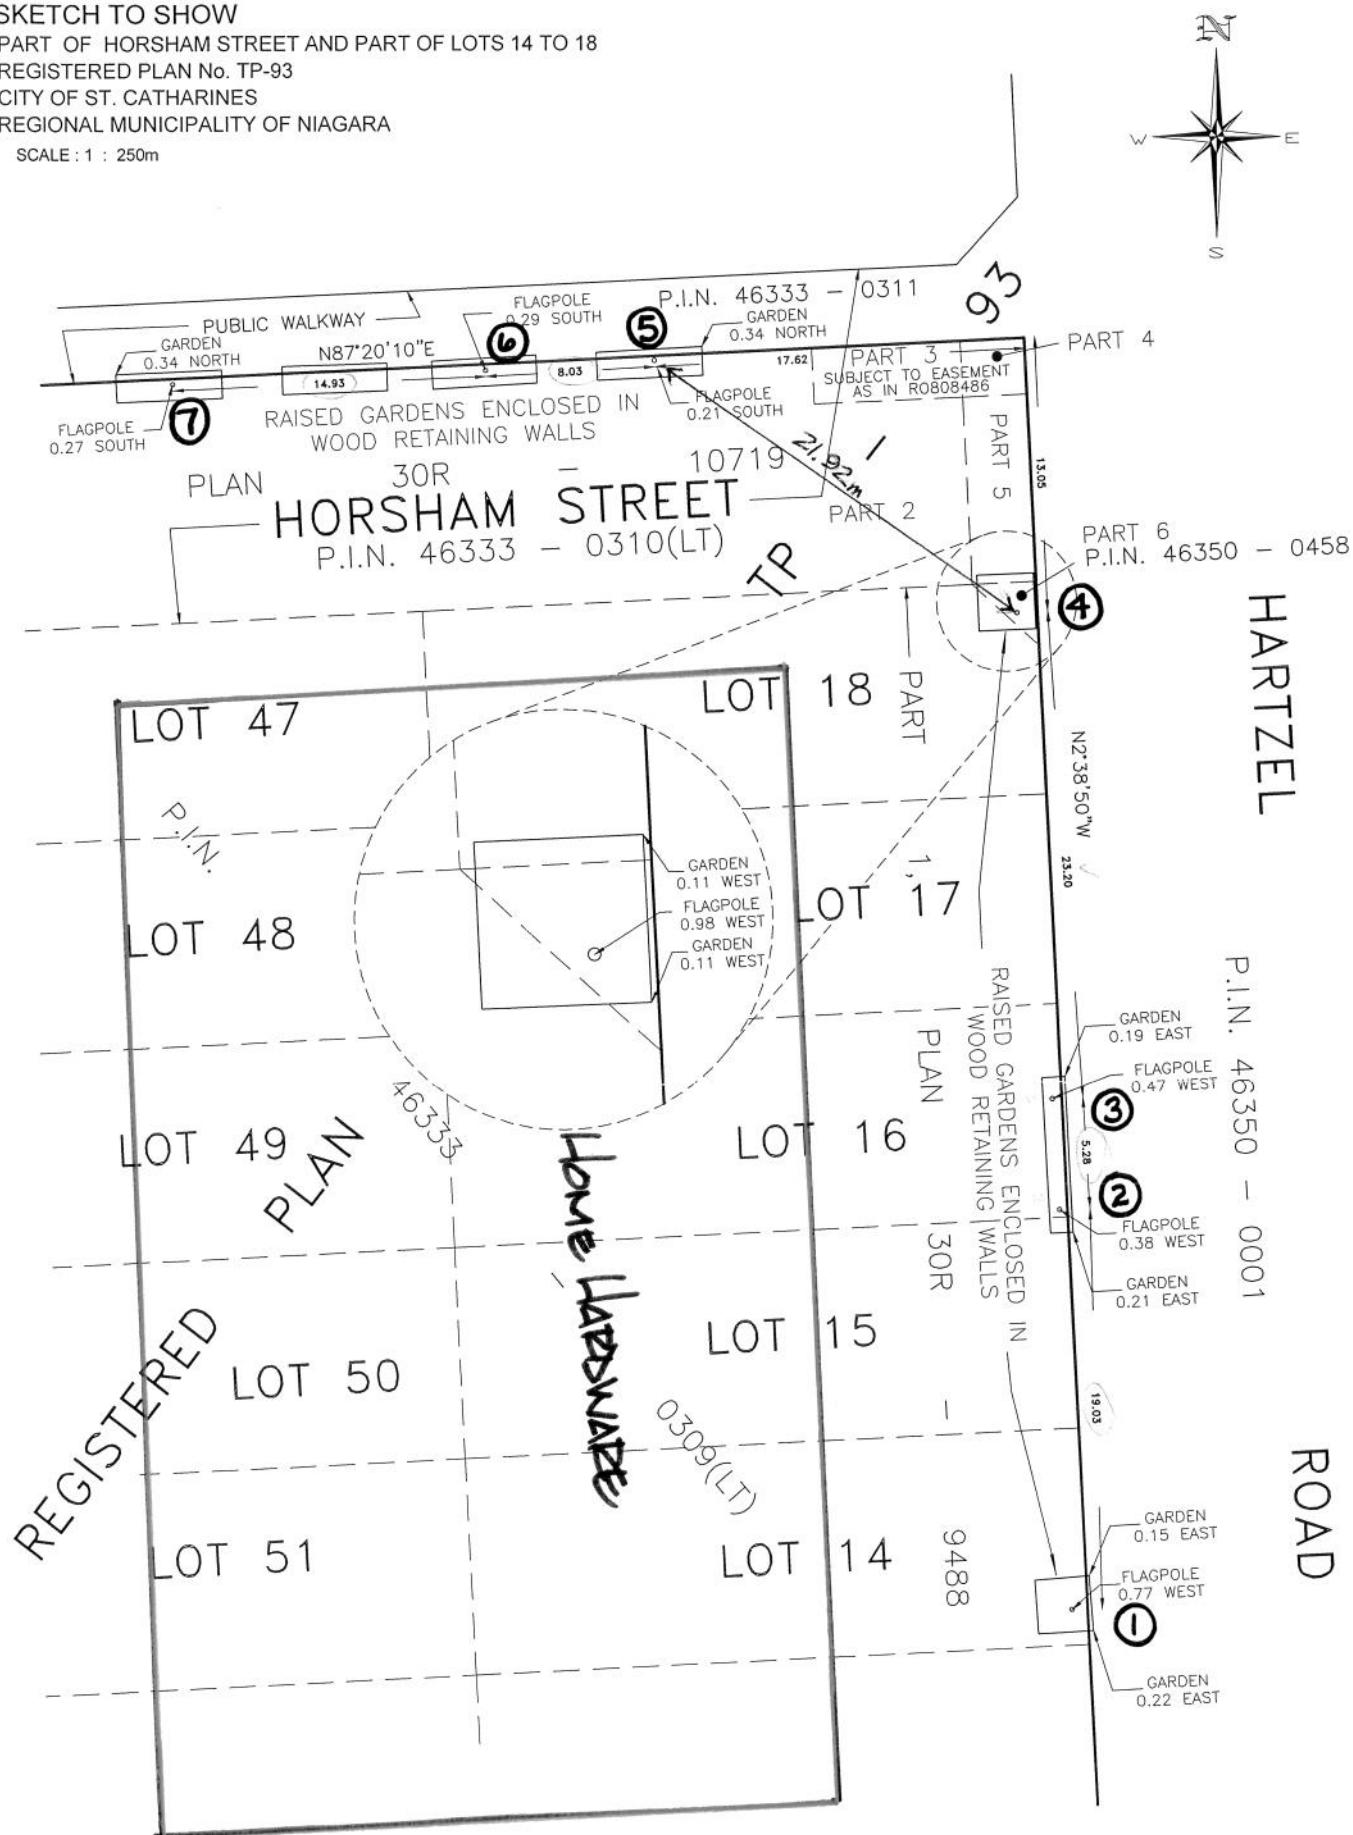 SKETCH TO SHOW
PART OF HORSHAM STREET AND PART OF LOTS 14 TO 18
REGISTERED PLAN No. TP-93
CITY OF ST. CATHARINES
REGIONAL MUNICIPALITY OF NIAGARA
SCALE : 1 : 250m
N
W
E
S
93
P.I.N. 46333 - 0311
PUBLIC WALKWAY
FLAGPOLE
0.29 SOUTH
6
5
GARDEN
0.34 NORTH
GARDEN
0.34 NORTH
N87°20'10"E
14.93
8.03
17.62
PART 3
SUBJECT TO EASEMENT
AS IN RO808486
PART 4
FLAGPOLE
0.27 SOUTH
7
RAISED GARDENS ENCLOSED IN
WOOD RETAINING WALLS
FLAGPOLE
0.21 SOUTH
21.92m
PART 5
13.05
PLAN 30R - 10719
PART 2
1
HORSHAM STREET
P.I.N. 46333 - 0310(LT)
TP
PART 6
P.I.N. 46350 - 0458
4
HARTZEL
LOT 47
LOT 18
PART
N2°38'50"W
P.I.N.
GARDEN
0.11 WEST
FLAGPOLE
0.98 WEST
GARDEN
0.11 WEST
1,
23.20
LOT 48
LOT 17
P.I.N. 46350 - 0001
RAISED GARDENS ENCLOSED IN
WOOD RETAINING WALLS
GARDEN
0.19 EAST
FLAGPOLE
0.47 WEST
3
5.28
2
FLAGPOLE
0.38 WEST
GARDEN
0.21 EAST
PLAN
46333
LOT 49
PLAN
LOT 16
HOME HARDWARE
30R
LOT 50
LOT 15
REGISTERED
0309(LT)
-
19.03
ROAD
LOT 51
LOT 14
9488
GARDEN
0.15 EAST
FLAGPOLE
0.77 WEST
1
GARDEN
0.22 EAST